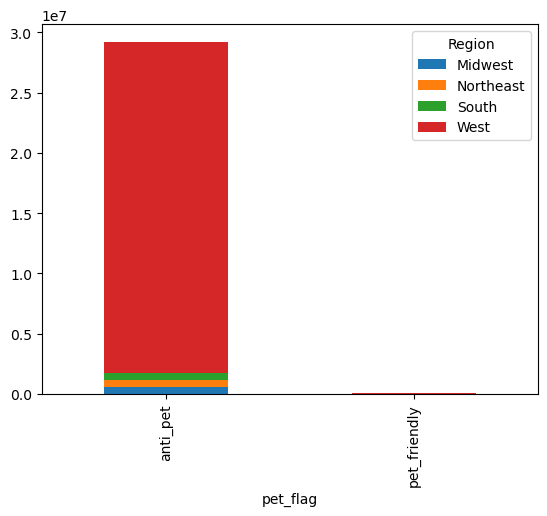 1e7
3.0
2.5
2.0
1.5
1.0
0.5
0.0
Region
Midwest
Northeast
South
West
anti_pet
pet_friendly
pet_flag